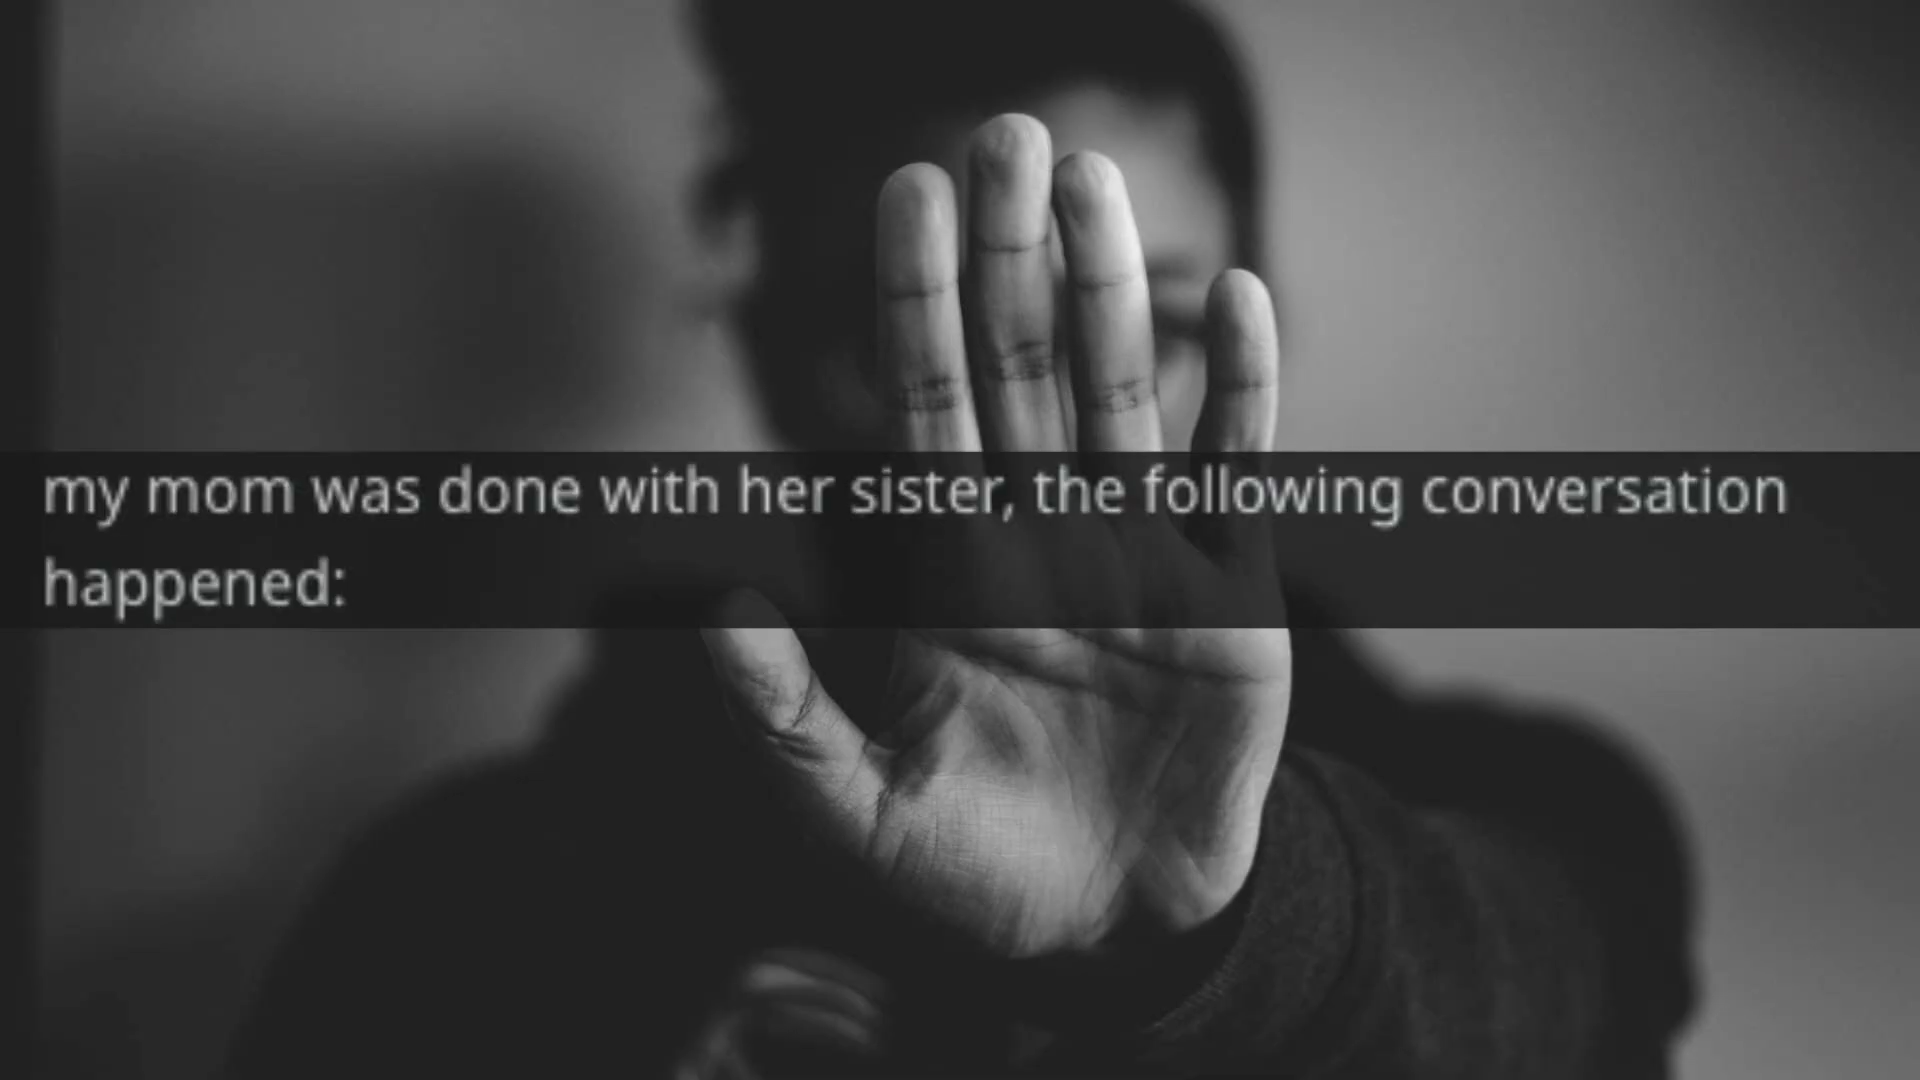 my mom was done with her sister, the following conversation
happened: